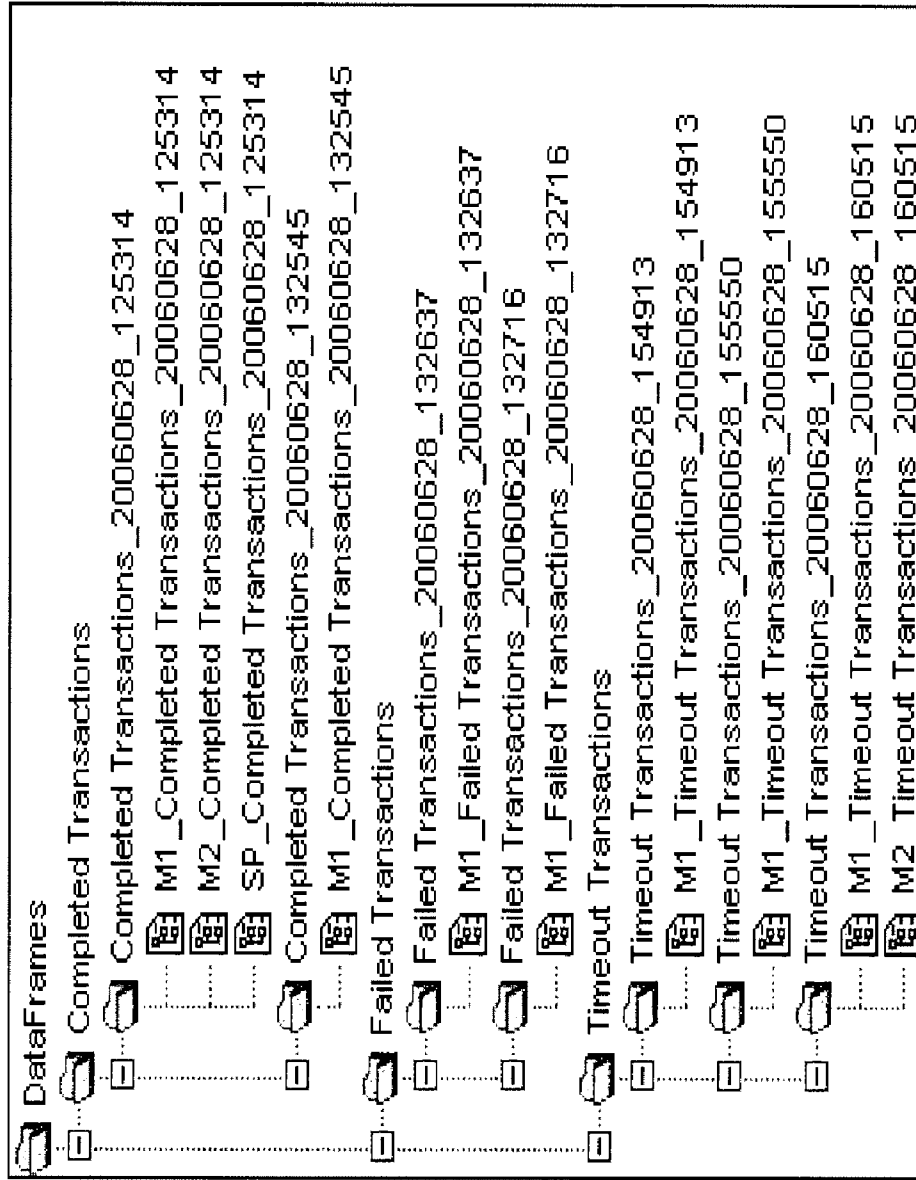 DataFrames
Completed Transactions
Completed Transactions_20060628_125314
M1_Completed Transactions_20060628_125314
M2_Completed Transactions_20060628_125314
SP_Completed Transactions_20060628_125314
Completed Transactions_20060628_132545
M1_Completed Transactions_20060628_132545
Failed Transactions
Failed Transactions_20060628_132637
M1_Failed Transactions_20060628_132637
Failed Transactions_20060628_132716
M1_Failed Transactions_20060628_132716
Timeout Transactions
Timeout Transactions_20060628_154913
M1_Timeout Transactions_20060628_154913
Timeout Transactions_20060628_155550
M1_Timeout Transactions_20060628_155550
Timeout Transactions_20060628_160515
M1_Timeout Transactions_20060628_160515
M2_Timeout Transactions_20060628_160515